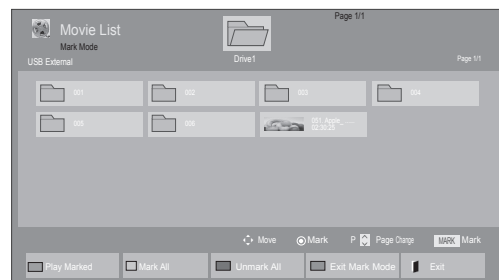 Movie List
Mark Mode
USB External
Drive1
Page 1/1
Page 1/1
001
002
003
004
005
006
051. Apple_......
02:30:25
Move
Mark
P Page Change
MARK Mark
Play Marked
Mark All
Unmark All
Exit Mark Mode
Exit